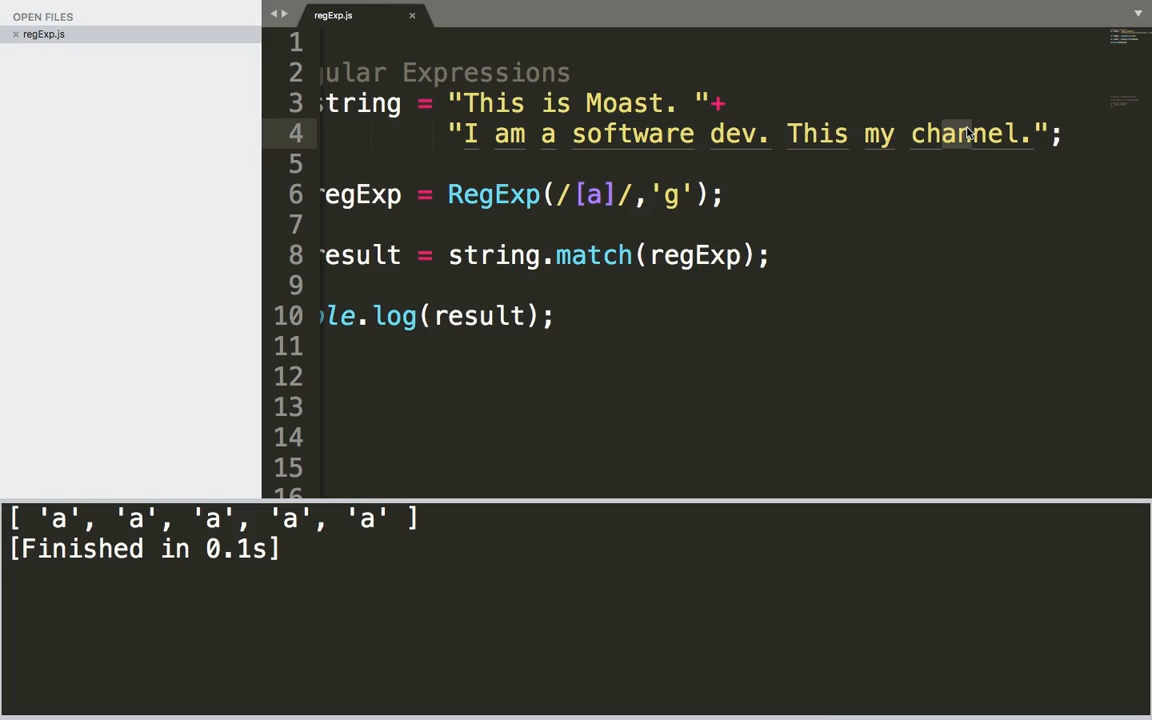 OPEN FILES
× regExp.js
regExp.js ×
1
2 gular Expressions
3 string = "This is Moast. "+
4 "I am a software dev. This my channel.";
5
6 regExp = RegExp(/[a]/,'g');
7
8 result = string.match(regExp);
9
10 ole.log(result);
11
12
13
14
15
16
[ 'a', 'a', 'a', 'a', 'a' ]
[Finished in 0.1s]